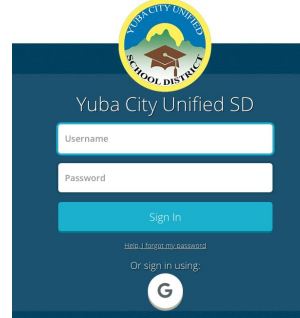 YUBA CITY UNIFIED
SCHOOL DISTRICT
Yuba City Unified SD
Username
Password
Sign In
Help, I forgot my password
Or sign in using:
G